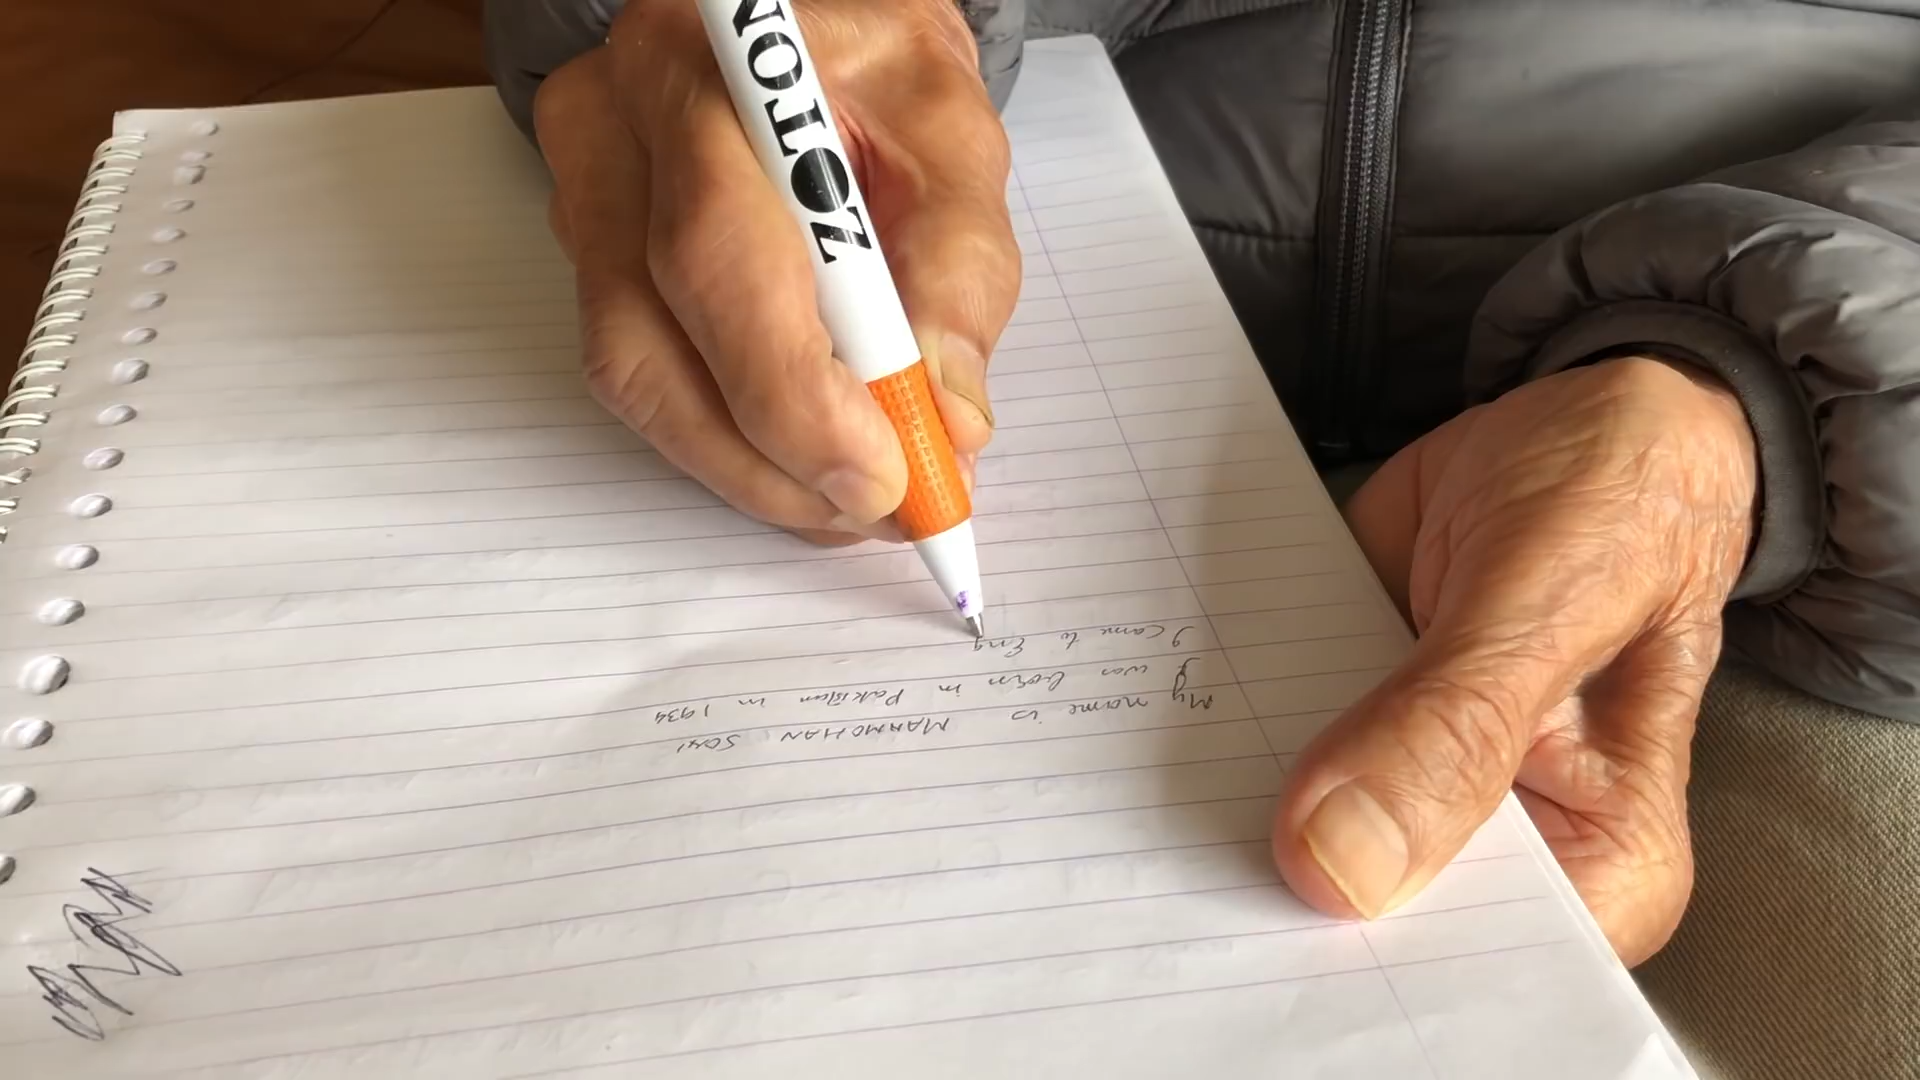 My name is MANMOHAN SONI
I was born in Pakistan in 1934
I came to Eng
ZOTON